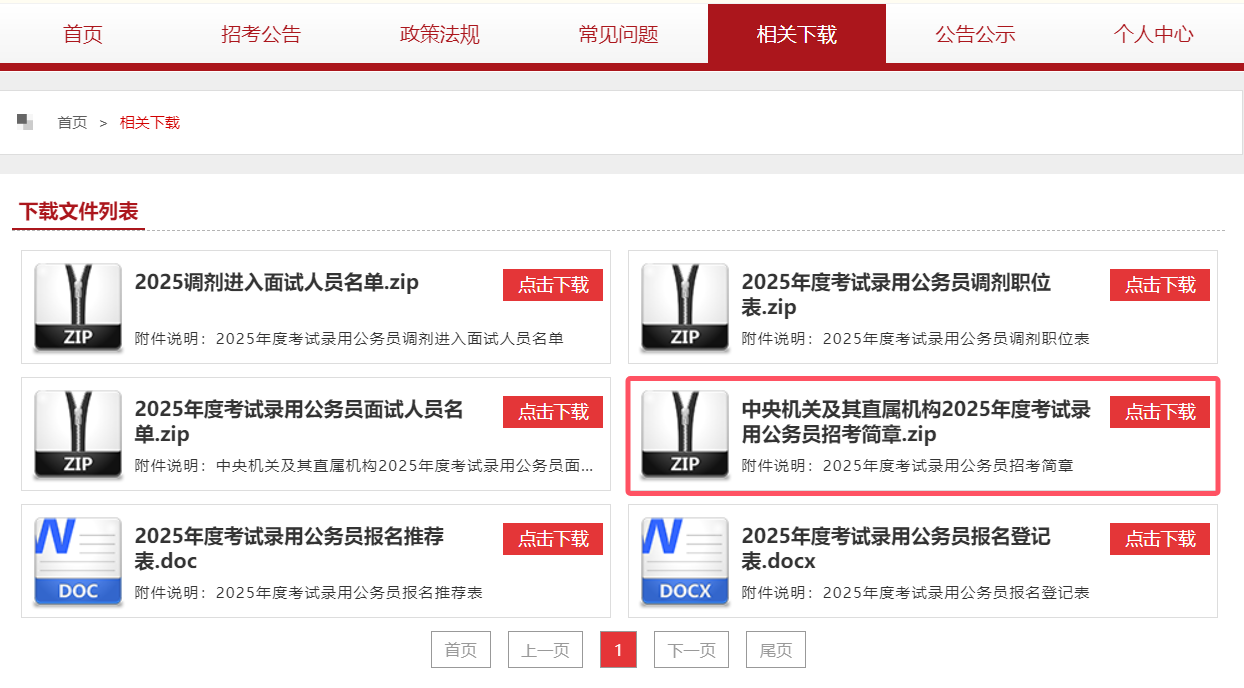 首页 招考公告 政策法规 常见问题 相关下载 公告公示 个人中心
首页 > 相关下载
下载文件列表
2025调剂进入面试人员名单.zip
点击下载
ZIP
附件说明：2025年度考试录用公务员调剂进入面试人员名单
2025年度考试录用公务员调剂职位
表.zip
点击下载
ZIP
附件说明：2025年度考试录用公务员调剂职位表
2025年度考试录用公务员面试人员名
单.zip
点击下载
ZIP
附件说明：中央机关及其直属机构2025年度考试录用公务员面...
中央机关及其直属机构2025年度考试录
用公务员招考简章.zip
点击下载
ZIP
附件说明：2025年度考试录用公务员招考简章
2025年度考试录用公务员报名推荐
表.doc
点击下载
DOC
附件说明：2025年度考试录用公务员报名推荐表
2025年度考试录用公务员报名登记
表.docx
点击下载
DOCX
附件说明：2025年度考试录用公务员报名登记表
首页 上一页 1 下一页 尾页